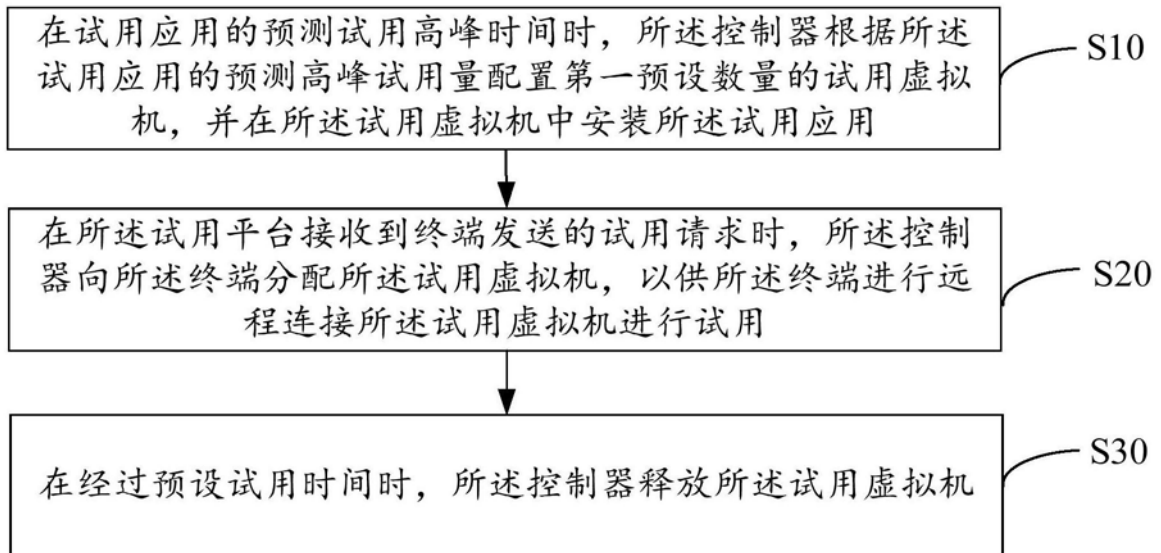 在试用应用的预测试用高峰时间时，所述控制器根据所述
试用应用的预测高峰试用量配置第一预设数量的试用虚拟
机，并在所述试用虚拟机中安装所述试用应用
S10
在所述试用平台接收到终端发送的试用请求时，所述控制
器向所述终端分配所述试用虚拟机，以供所述终端进行远
程连接所述试用虚拟机进行试用
S20
在经过预设试用时间时，所述控制器释放所述试用虚拟机
S30